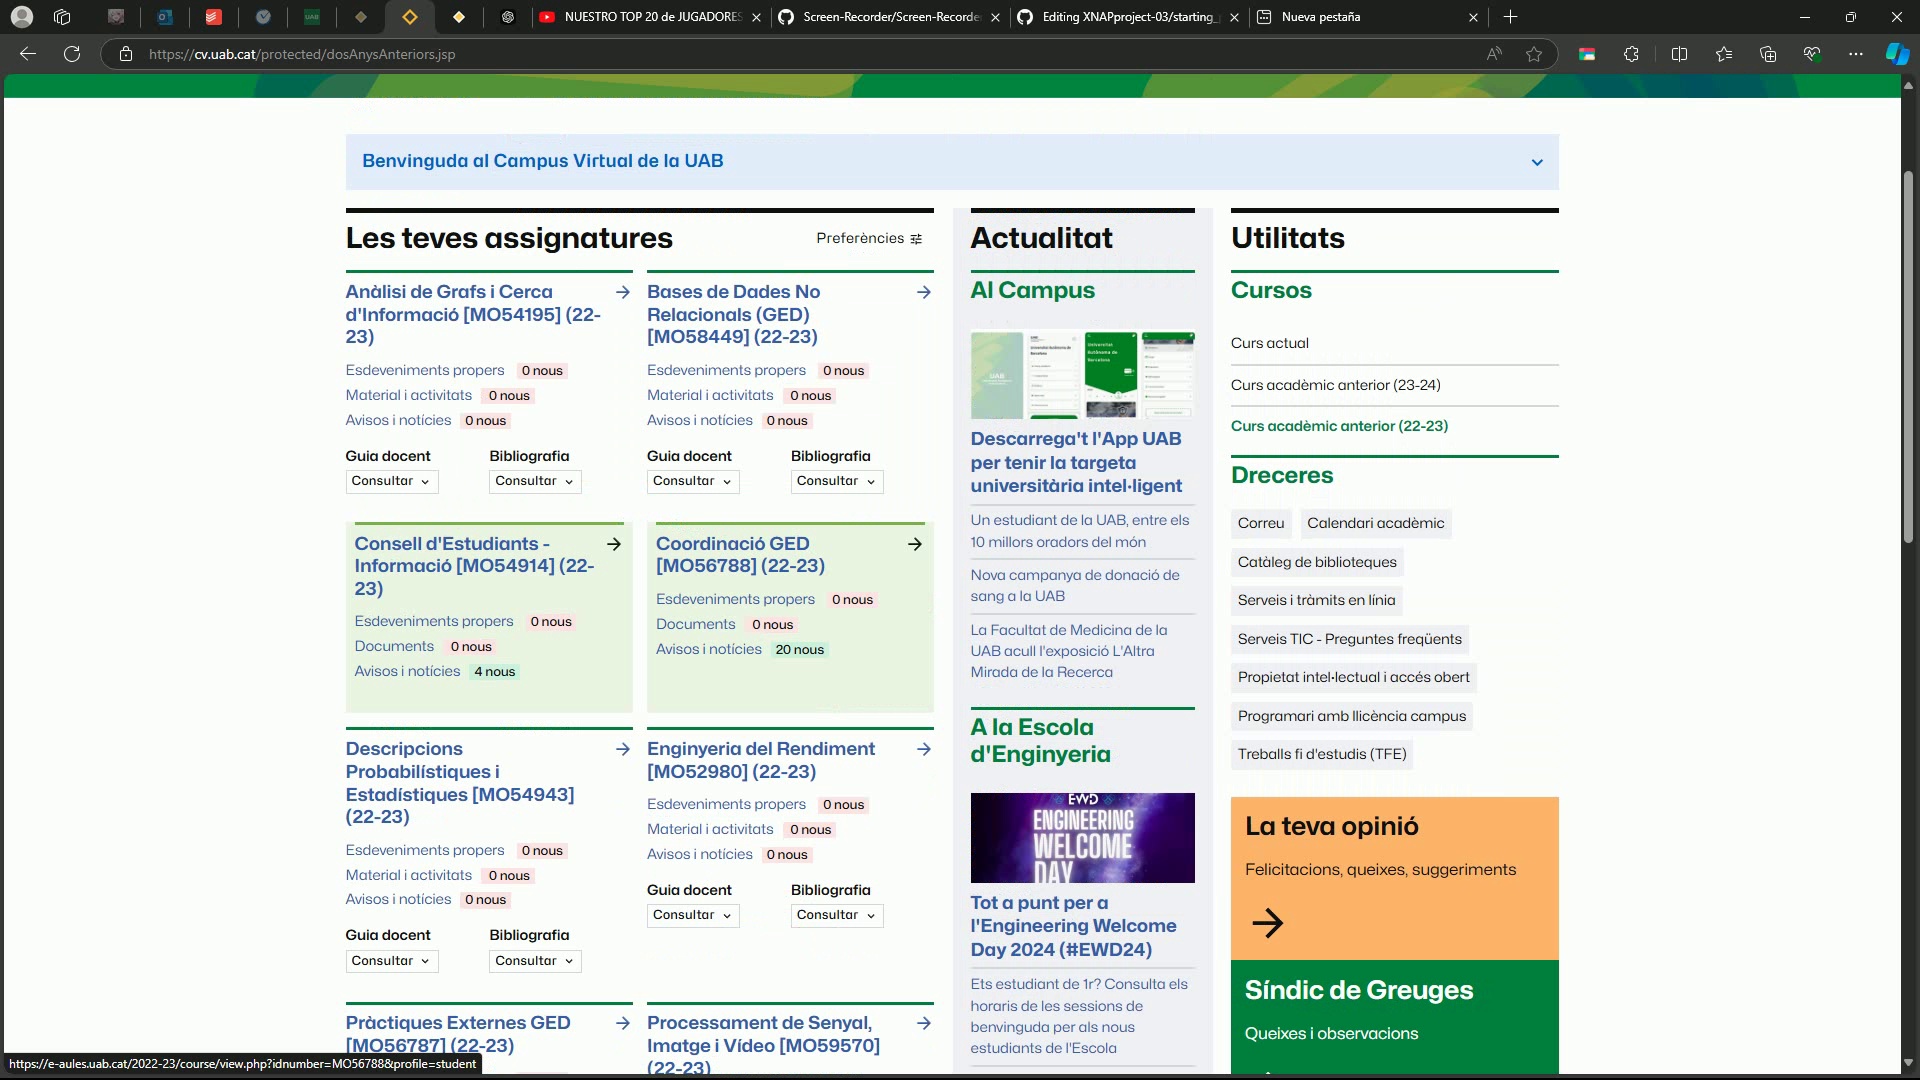 NUESTRO TOP 20 de JUGADORES
Screen-Recorder/Screen-Recorde
Editing XNAPproject-03/starting_
Nueva pestaña
https://cv.uab.cat/protected/dosAnysAnteriors.jsp
Benvinguda al Campus Virtual de la UAB
Les teves assignatures
Preferències
Anàlisi de Grafs i Cerca
d'Informació [MO54195] (22-
23)
Esdeveniments propers 0 nous
Material i activitats 0 nous
Avisos i notícies 0 nous
Guia docent Bibliografia
Consultar Consultar
Bases de Dades No
Relacionals (GED)
[MO58449] (22-23)
Esdeveniments propers 0 nous
Material i activitats 0 nous
Avisos i notícies 0 nous
Guia docent Bibliografia
Consultar Consultar
Consell d'Estudiants -
Informació [MO54914] (22-
23)
Esdeveniments propers 0 nous
Documents 0 nous
Avisos i notícies 4 nous
Coordinació GED
[MO56788] (22-23)
Esdeveniments propers 0 nous
Documents 0 nous
Avisos i notícies 20 nous
Descripcions
Probabilístiques i
Estadístiques [MO54943]
(22-23)
Esdeveniments propers 0 nous
Material i activitats 0 nous
Avisos i notícies 0 nous
Guia docent Bibliografia
Consultar Consultar
Enginyeria del Rendiment
[MO52980] (22-23)
Esdeveniments propers 0 nous
Material i activitats 0 nous
Avisos i notícies 0 nous
Guia docent Bibliografia
Consultar Consultar
Pràctiques Externes GED
[MO56787] (22-23)
Processament de Senyal,
Imatge i Vídeo [MO59570]
(22-23)
Actualitat
Al Campus
Descarrega't l'App UAB
per tenir la targeta
universitària intel·ligent
Un estudiant de la UAB, entre els
10 millors oradors del món
Nova campanya de donació de
sang a la UAB
La Facultat de Medicina de la
UAB acull l'exposició L'Altra
Mirada de la Recerca
A la Escola
d'Enginyeria
EWD
ENGINEERING
WELCOME
DAY
Tot a punt per a
l'Engineering Welcome
Day 2024 (#EWD24)
Ets estudiant de 1r? Consulta els
horaris de les sessions de
benvinguda per als nous
estudiants de l'Escola
Utilitats
Cursos
Curs actual
Curs acadèmic anterior (23-24)
Curs acadèmic anterior (22-23)
Dreceres
Correu Calendari acadèmic
Catàleg de biblioteques
Serveis i tràmits en línia
Serveis TIC - Preguntes freqüents
Propietat intel·lectual i accés obert
Programari amb llicència campus
Treballs fi d'estudis (TFE)
La teva opinió
Felicitacions, queixes, suggeriments
Síndic de Greuges
Queixes i observacions
https://e-aules.uab.cat/2022-23/course/view.php?idnumber=MO56788&profile=student